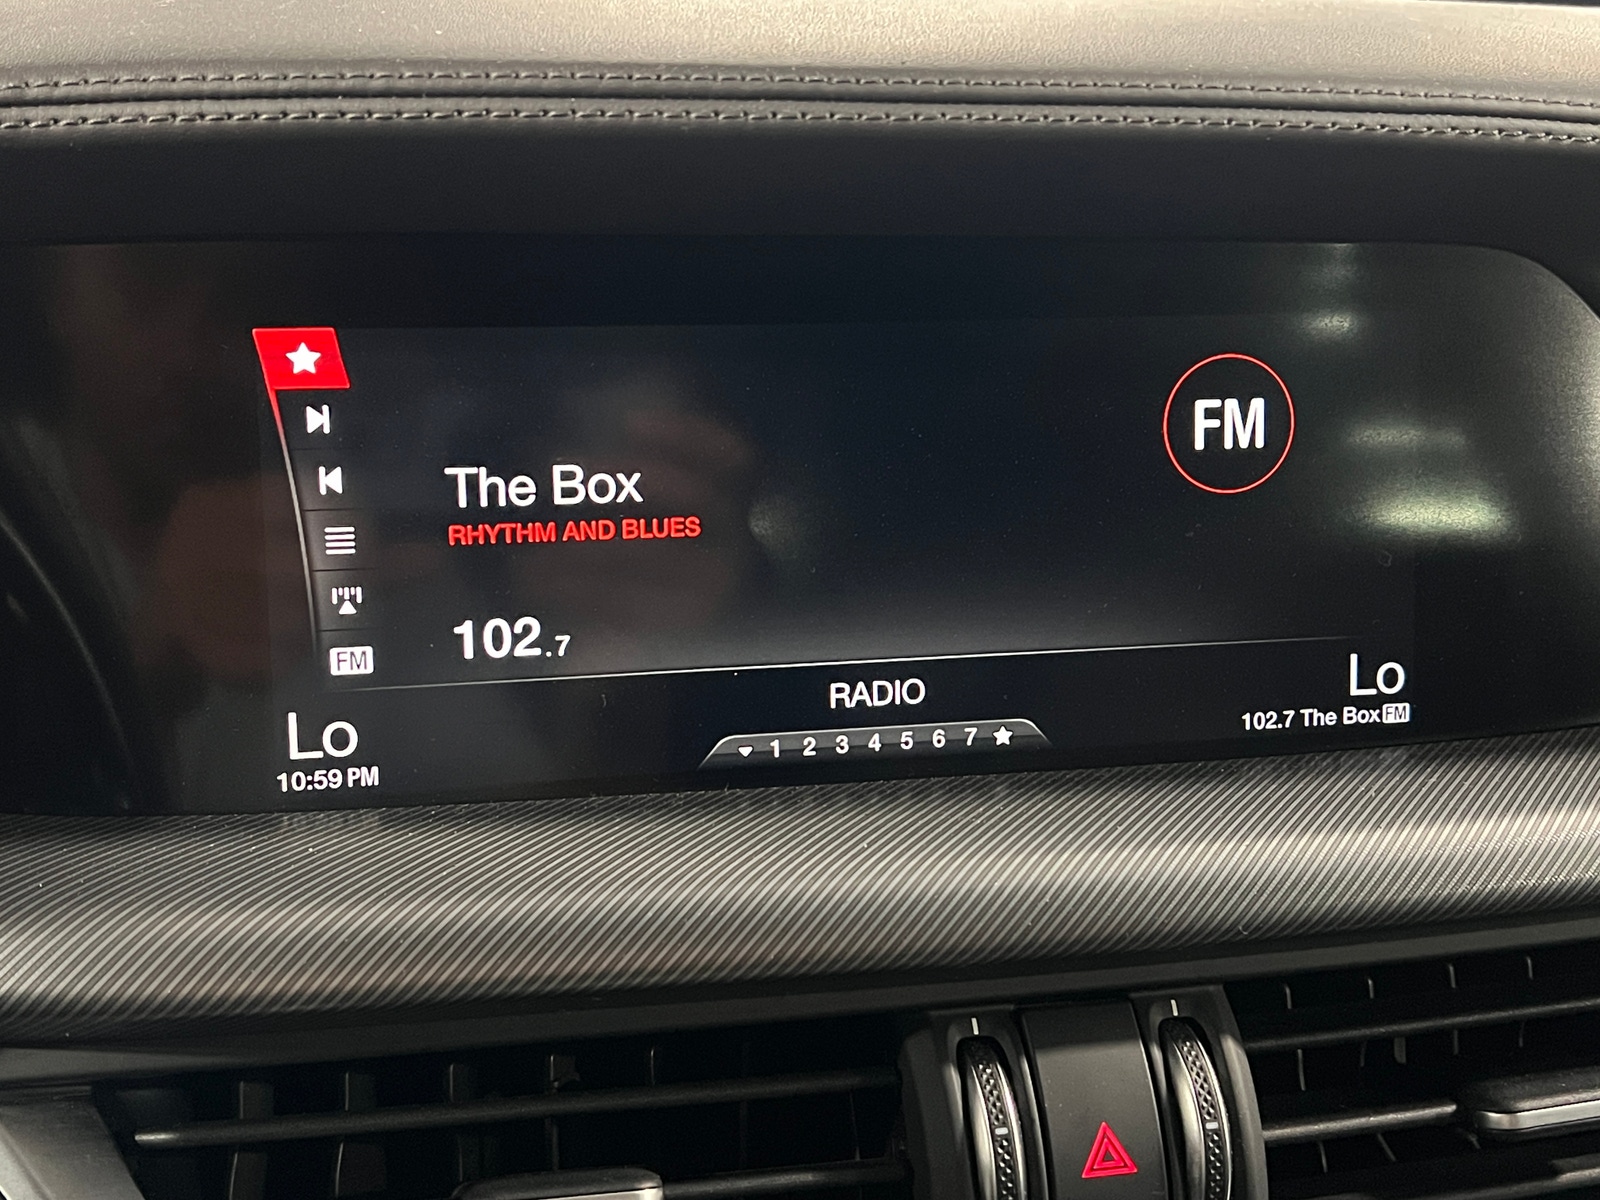 FM
The Box
RHYTHM AND BLUES
102.7
FM
RADIO
Lo
Lo
102.7 The Box FM
1 2 3 4 5 6 7
10:59 PM